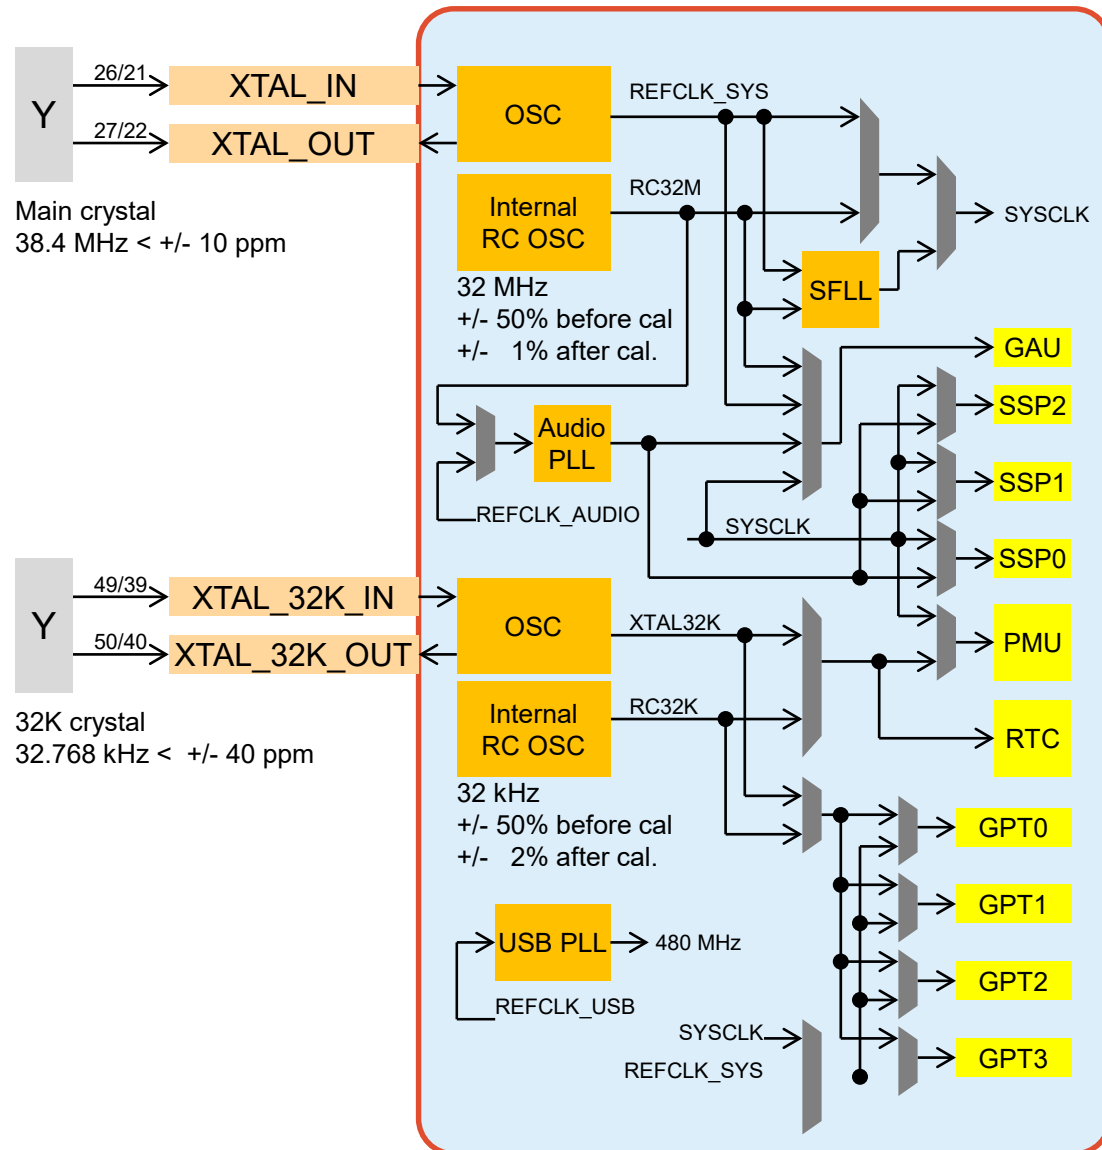 Y
26/21
XTAL_IN
27/22
XTAL_OUT
Main crystal
38.4 MHz < +/- 10 ppm
OSC
REFCLK_SYS
Internal
RC OSC
RC32M
32 MHz
+/- 50% before cal
+/-   1% after cal.
SYSCLK
SFLL
GAU
SSP2
Audio
PLL
SSP1
REFCLK_AUDIO
SYSCLK
SSP0
Y
49/39
XTAL_32K_IN
50/40
XTAL_32K_OUT
32K crystal
32.768 kHz <  +/- 40 ppm
OSC
XTAL32K
PMU
Internal
RC OSC
RC32K
RTC
32 kHz
+/- 50% before cal
+/-   2% after cal.
GPT0
GPT1
USB PLL
480 MHz
GPT2
REFCLK_USB
SYSCLK
REFCLK_SYS
GPT3